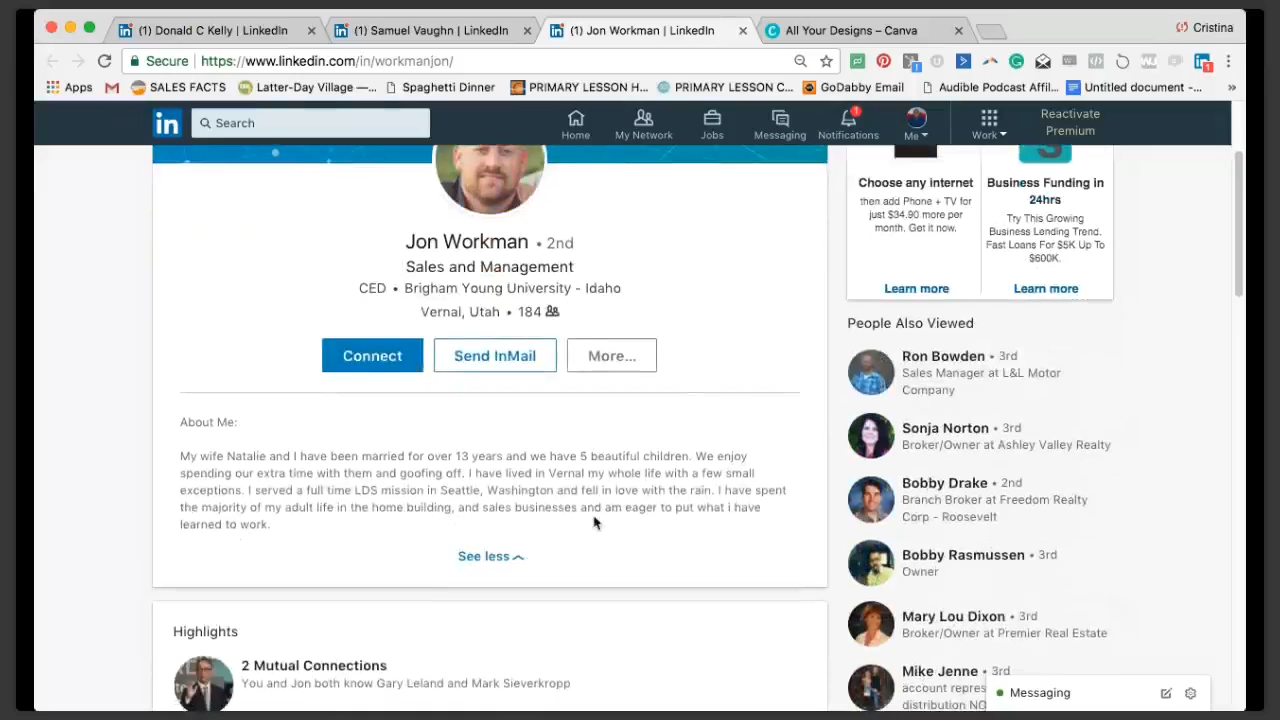 (1) Donald C Kelly | LinkedIn
(1) Samuel Vaughn | LinkedIn
(1) Jon Workman | LinkedIn
All Your Designs – Canva
Cristina
Secure
https://www.linkedin.com/in/workmanjon/
Apps
SALES FACTS
Latter-Day Village —...
Spaghetti Dinner
PRIMARY LESSON H...
PRIMARY LESSON C...
GoDabby Email
Audible Podcast Affil...
Untitled document -...
»
in
Search
Home
My Network
Jobs
Messaging
Notifications
Me
Work
Reactivate
Premium
Jon Workman • 2nd
Sales and Management
CED • Brigham Young University - Idaho
Vernal, Utah • 184
Connect
Send InMail
More...
About Me:
My wife Natalie and I have been married for over 13 years and we have 5 beautiful children. We enjoy
spending our extra time with them and goofing off. I have lived in Vernal my whole life with a few small
exceptions. I served a full time LDS mission in Seattle, Washington and fell in love with the rain. I have spent
the majority of my adult life in the home building, and sales businesses and am eager to put what i have
learned to work.
See less
Highlights
2 Mutual Connections
You and Jon both know Gary Leland and Mark Sieverkropp
Choose any internet
then add Phone + TV for
just $34.90 more per
month. Got it now.
Learn more
Business Funding in
24hrs
Try This Growing
Business Lending Trend.
Fast Loans For $5K Up To
$600K.
Learn more
People Also Viewed
Ron Bowden • 3rd
Sales Manager at L&L Motor
Company
Sonja Norton • 3rd
Broker/Owner at Ashley Valley Realty
Bobby Drake • 2nd
Branch Broker at Freedom Realty
Corp - Roosevelt
Bobby Rasmussen • 3rd
Owner
Mary Lou Dixon • 3rd
Broker/Owner at Premier Real Estate
Mike Jenne • 3rd
account repres
distribution NO
Messaging